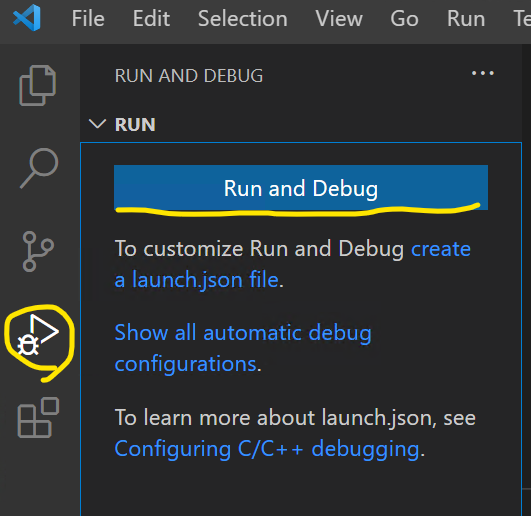 File Edit Selection View Go Run
RUN AND DEBUG ···
RUN
Run and Debug
To customize Run and Debug create
a launch.json file.
Show all automatic debug
configurations.
To learn more about launch.json, see
Configuring C/C++ debugging.